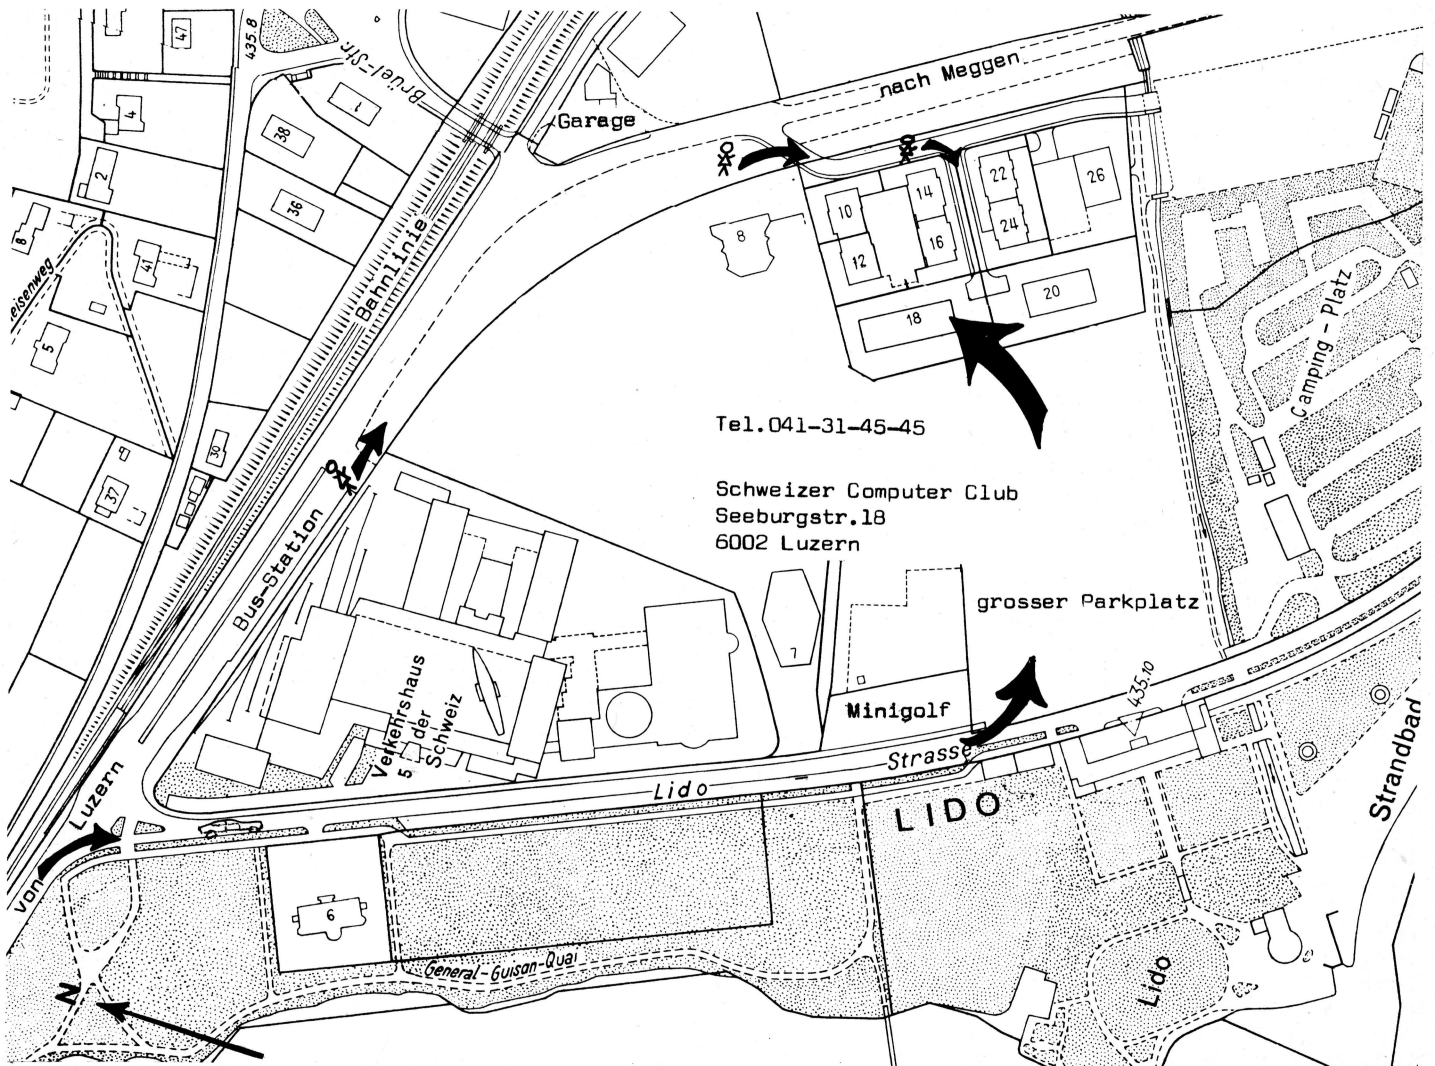 47
435.8
Brüel-Str.
nach Meggen
1
4
38
Garage
2
36
10
14
22
26
8
41
Bahnlinie
8
12
16
24
5
20
18
Camping-Platz
Tel.041-31-45-45
30
37
Schweizer Computer Club
Seeburgstr.18
6002 Luzern
Bus-Station
grosser Parkplatz
7
Verkehrshaus
der
Schweiz
5
435.10
Minigolf
Lido
Strasse
LIDO
Strandbad
von Luzern
6
General-Guisan-Quai
Lido
N